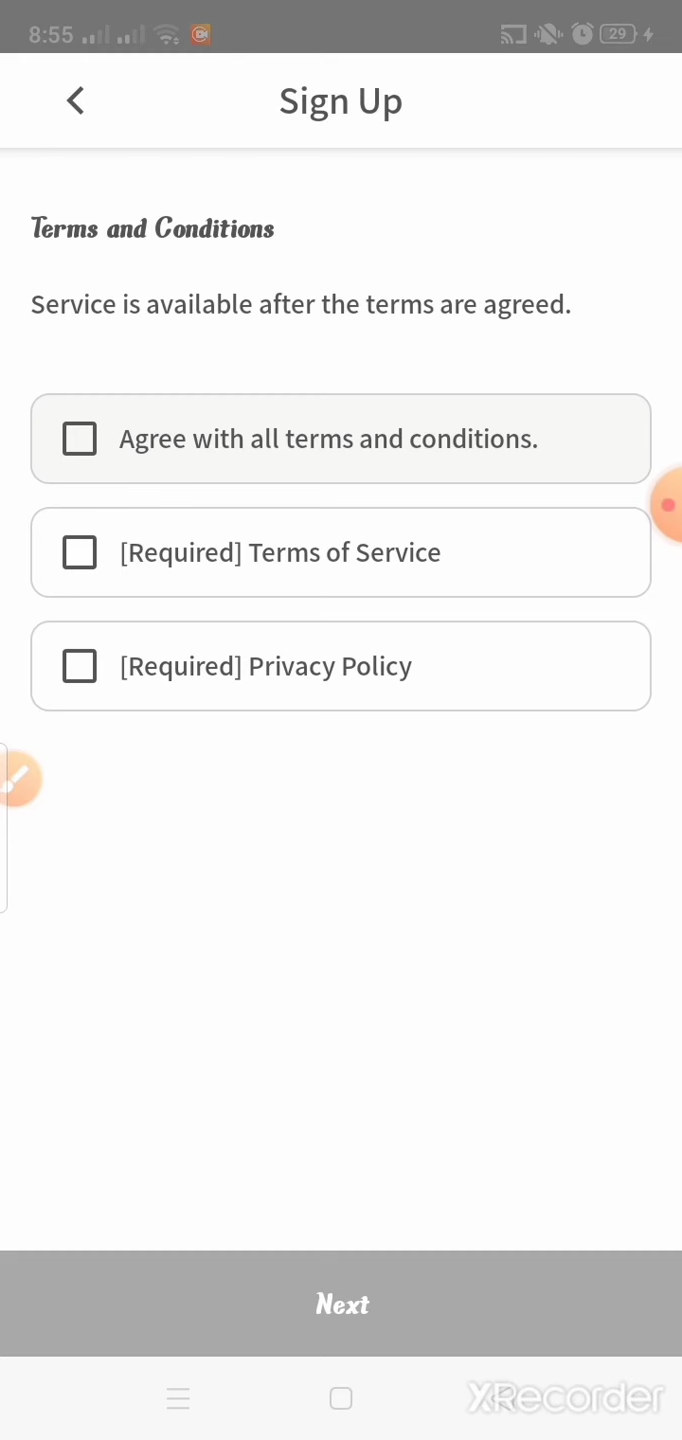 8:55
29
Sign Up
Terms and Conditions
Service is available after the terms are agreed.
Agree with all terms and conditions.
[Required] Terms of Service
[Required] Privacy Policy
Next
XRecorder